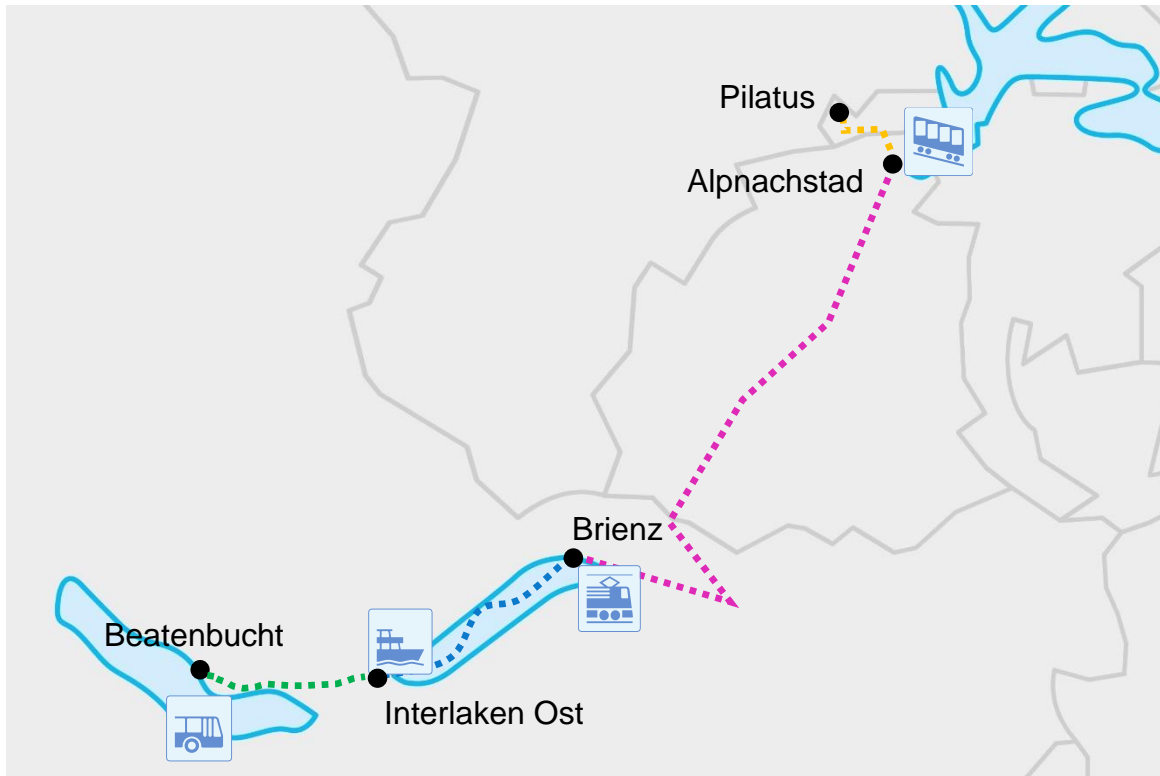 Pilatus
Alpnachstad
Brienz
Beatenbucht
Interlaken Ost